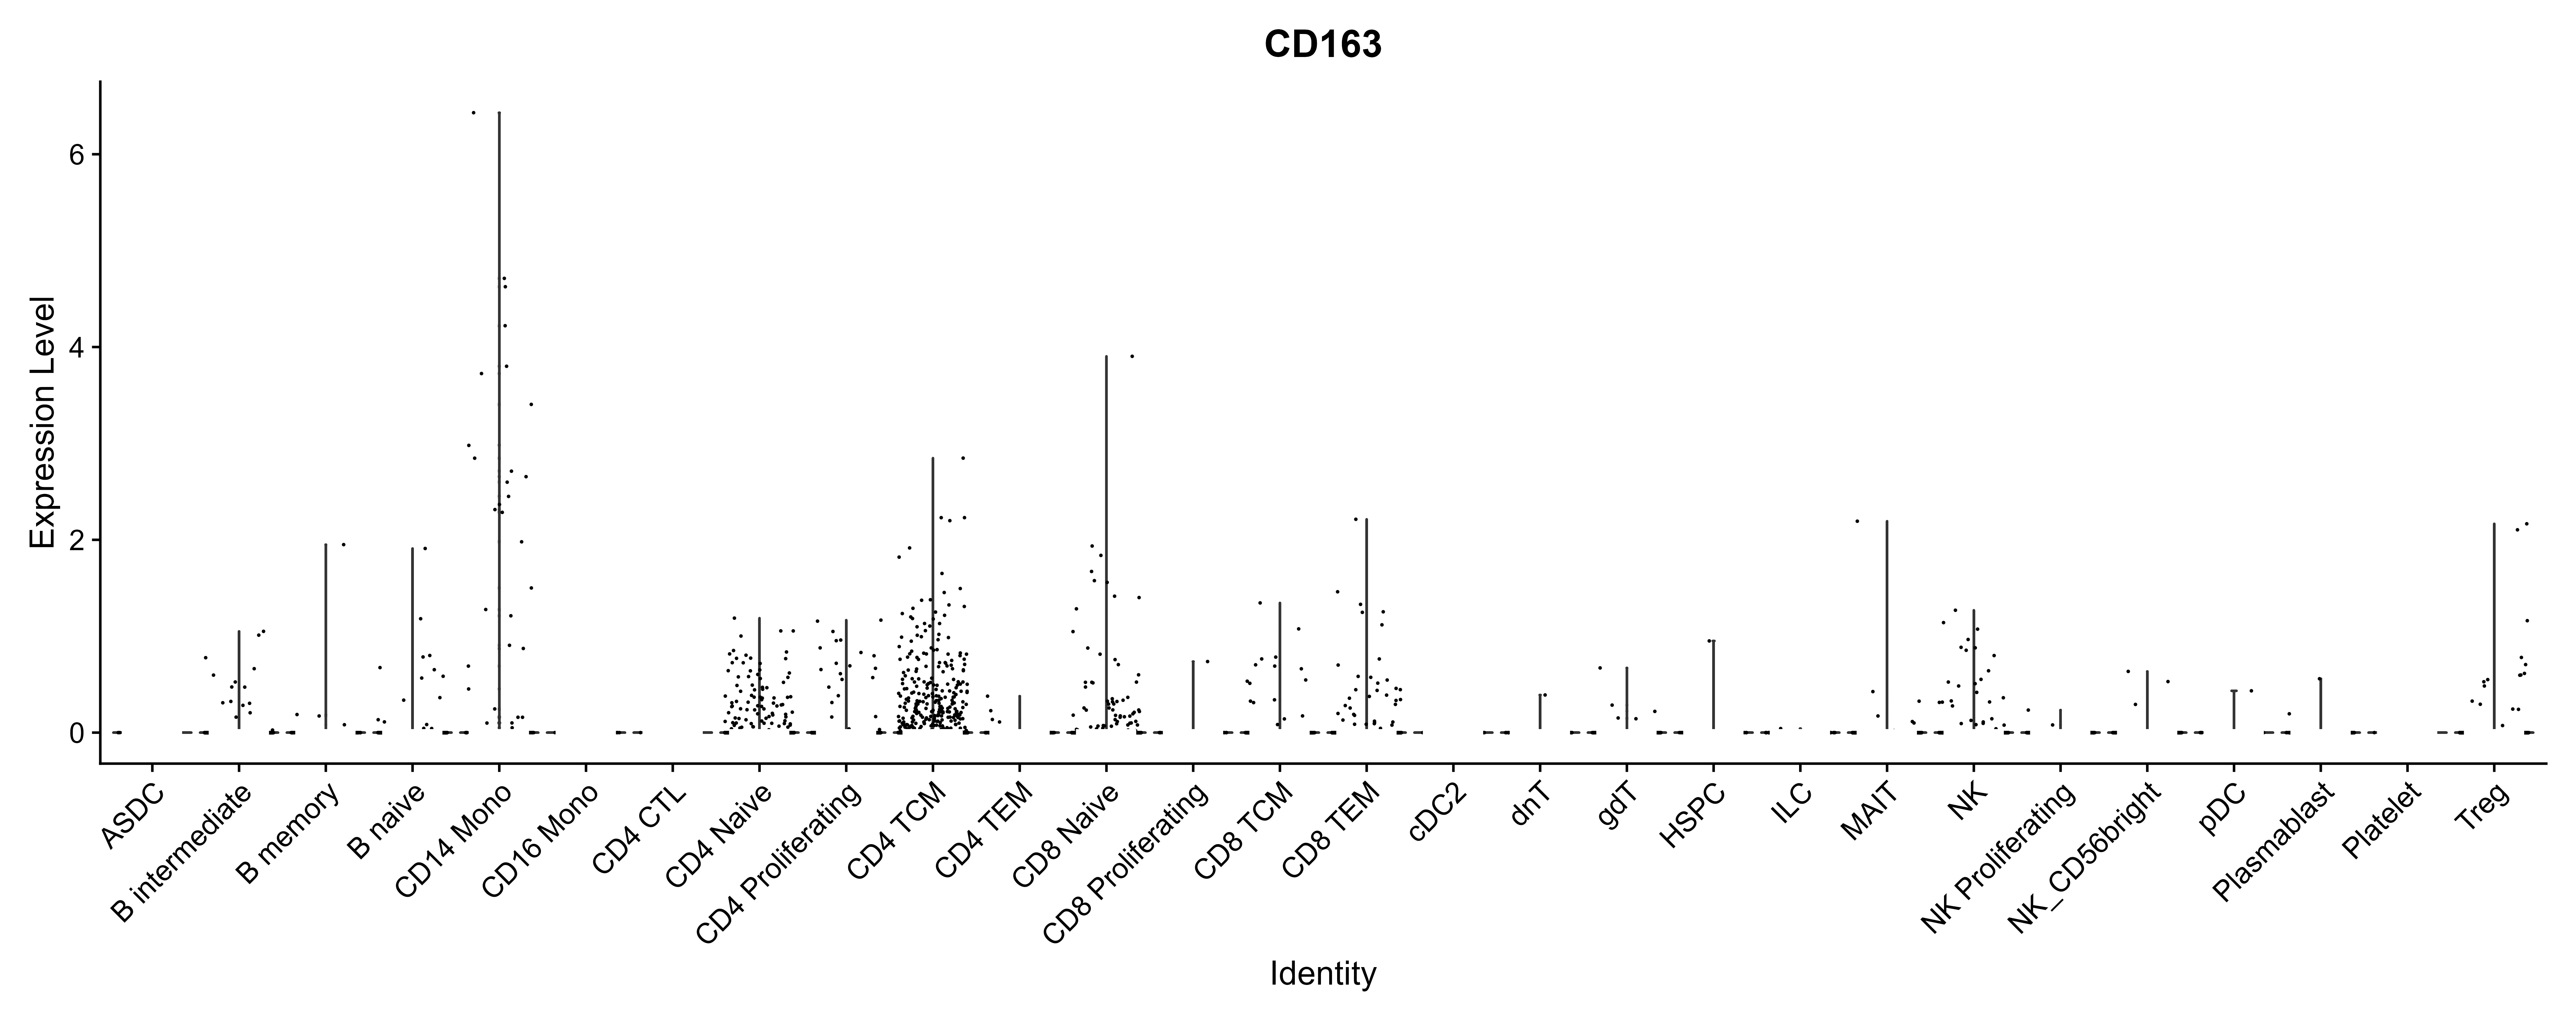 CD163
Expression Level
6
4
2
0
ASDC
B intermediate
B memory
B naive
CD14 Mono
CD16 Mono
CD4 CTL
CD4 Naive
CD4 Proliferating
CD4 TCM
CD4 TEM
CD8 Naive
CD8 Proliferating
CD8 TCM
CD8 TEM
cDC2
dnT
gdT
HSPC
ILC
MAIT
NK
NK Proliferating
NK_CD56bright
pDC
Plasmablast
Platelet
Treg
Identity